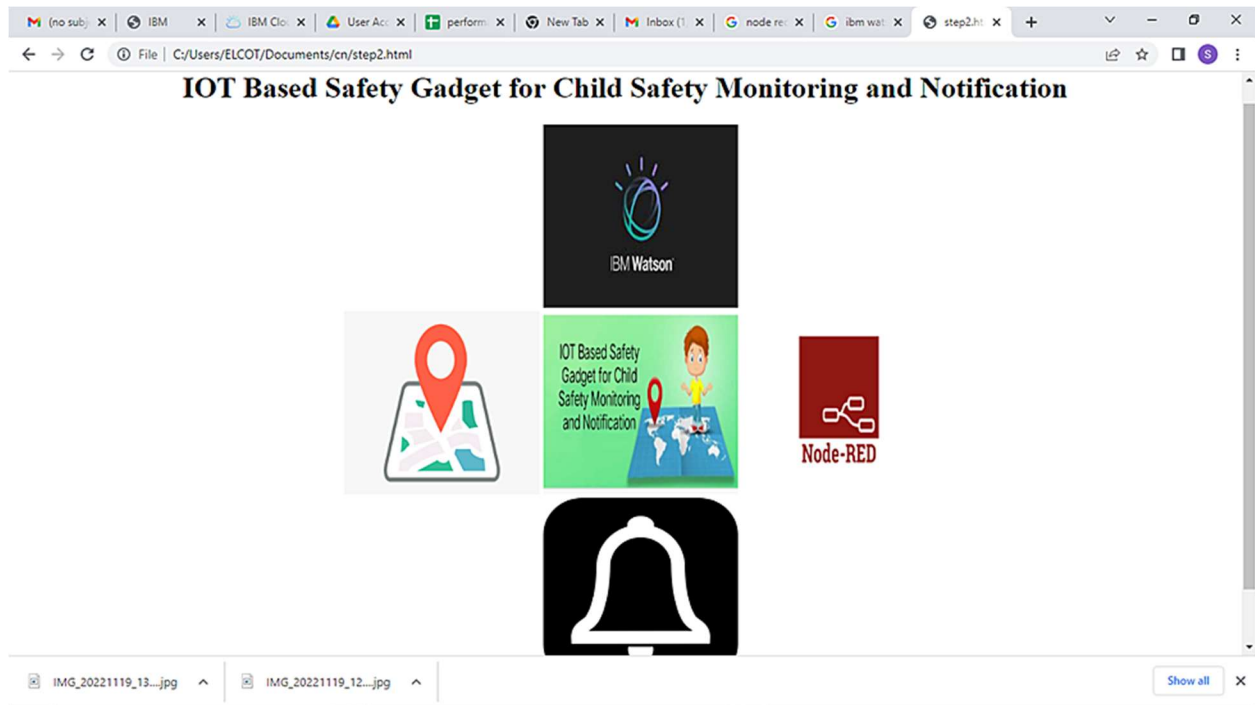 (no subj
IBM
IBM Clou
User Acc
perform
New Tab
Inbox (1
node red
ibm wat
step2.ht
File | C:/Users/ELCOT/Documents/cn/step2.html
S
IOT Based Safety Gadget for Child Safety Monitoring and Notification
IBM Watson
IOT Based Safety
Gadget for Child
Safety Monitoring
and Notification
Node-RED
IMG_20221119_13....jpg
IMG_20221119_12....jpg
Show all